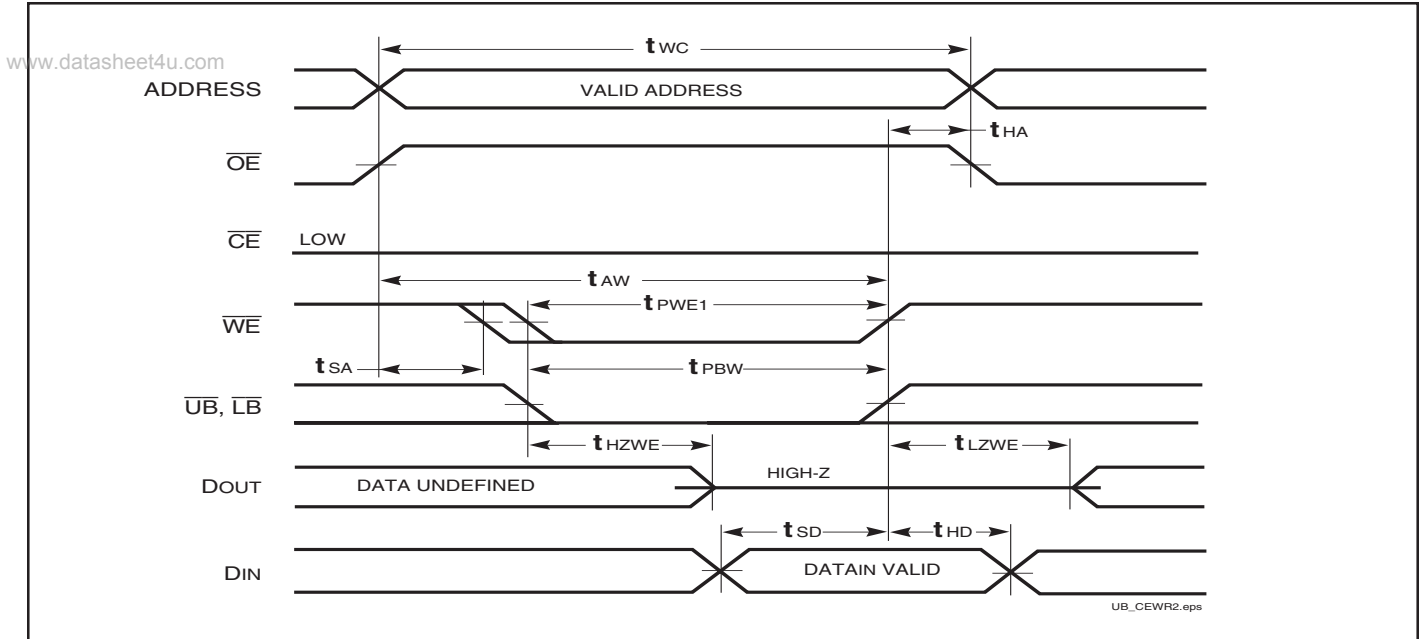 www.datasheet4u.com
tWC
ADDRESS
VALID ADDRESS
tHA
OE
CE
LOW
tAW
tPWE1
WE
tSA
tPBW
UB, LB
tHZWE
tLZWE
DOUT
DATA UNDEFINED
HIGH-Z
tSD
tHD
DIN
DATAIN VALID
UB_CEWR2.eps